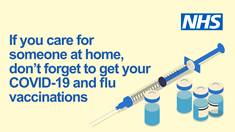 NHS
If you care for
someone at home,
don't forget to get your
COVID-19 and flu
vaccinations